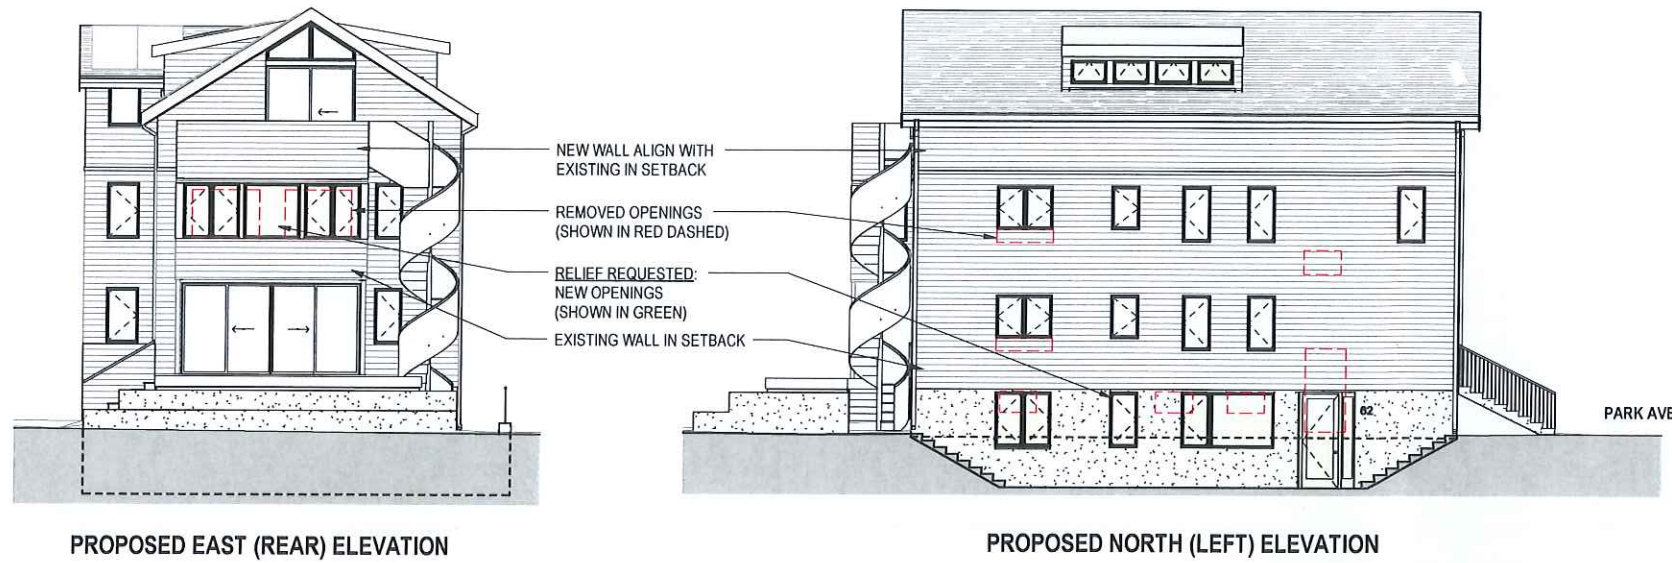 NEW WALL ALIGN WITH
EXISTING IN SETBACK
REMOVED OPENINGS
(SHOWN IN RED DASHED)
RELIEF REQUESTED:
NEW OPENINGS
(SHOWN IN GREEN)
EXISTING WALL IN SETBACK
62
PARK AVE
PROPOSED EAST (REAR) ELEVATION
PROPOSED NORTH (LEFT) ELEVATION